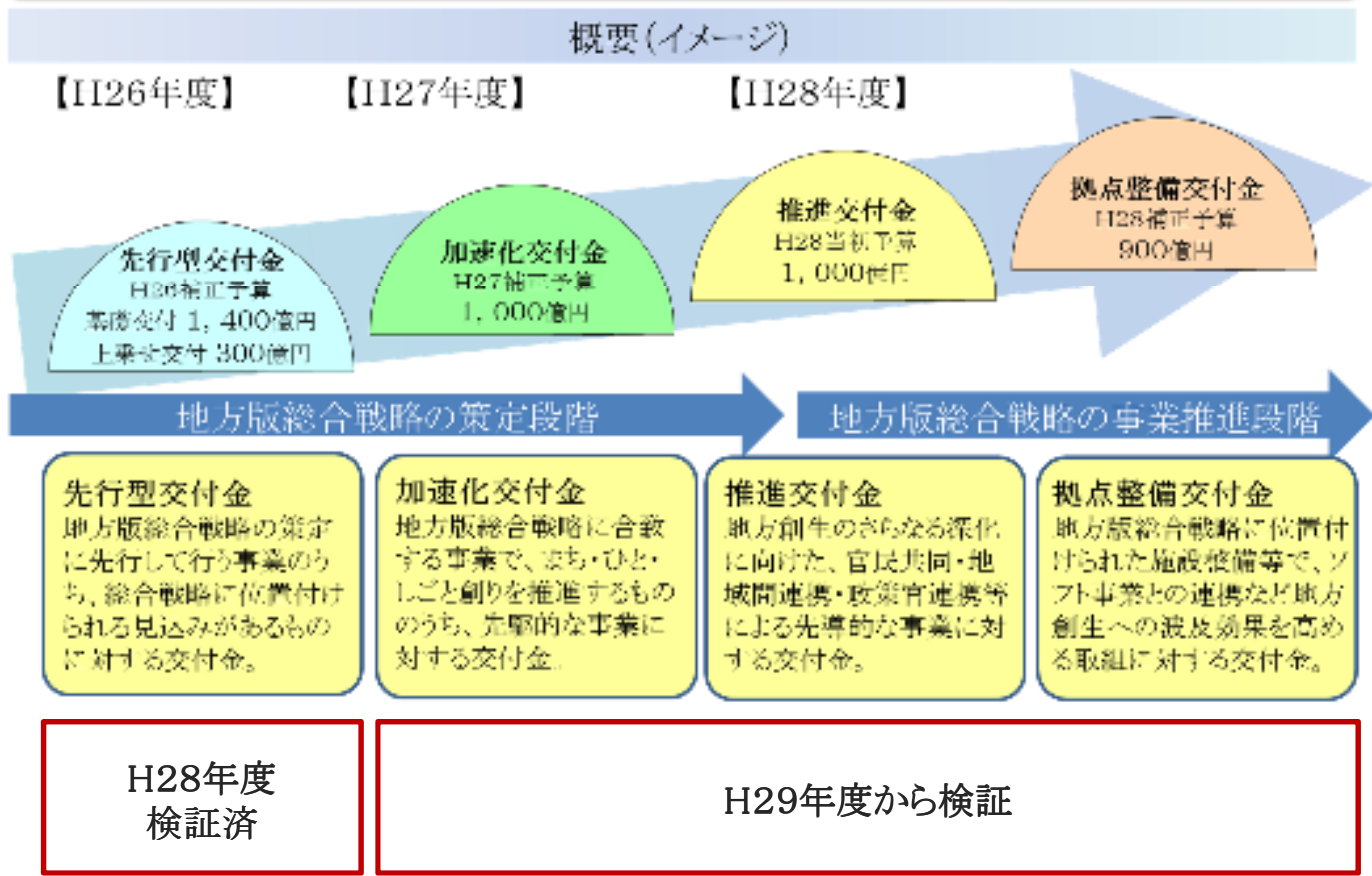 概要(イメージ)
【H26年度】
【H27年度】
【H28年度】
先行型交付金
H26補正予算
基礎交付 1，400億円
上乗せ交付 300億円
加速化交付金
H27補正予算
1，000億円
推進交付金
H28当初予算
1，000億円
拠点整備交付金
H28補正予算
900億円
地方版総合戦略の策定段階
地方版総合戦略の事業推進段階
先行型交付金
地方版総合戦略の策定
に先行して行う事業のう
ち、総合戦略に位置付け
られる見込みがあるもの
に対する交付金。
加速化交付金
地方版総合戦略に合致
する事業で、まち・ひと・
しごと創りを推進するもの
のうち、先駆的な事業に
対する交付金。
推進交付金
地方創生のさらなる深化
に向けた、官民共同・地
域間連携・政策官連携等
による先導的な事業に対
する交付金。
拠点整備交付金
地方版総合戦略に位置付
けられた施設整備等で、ソ
フト事業との連携など地方
創生への波及効果を高め
る取組に対する交付金。
H28年度
検証済
H29年度から検証